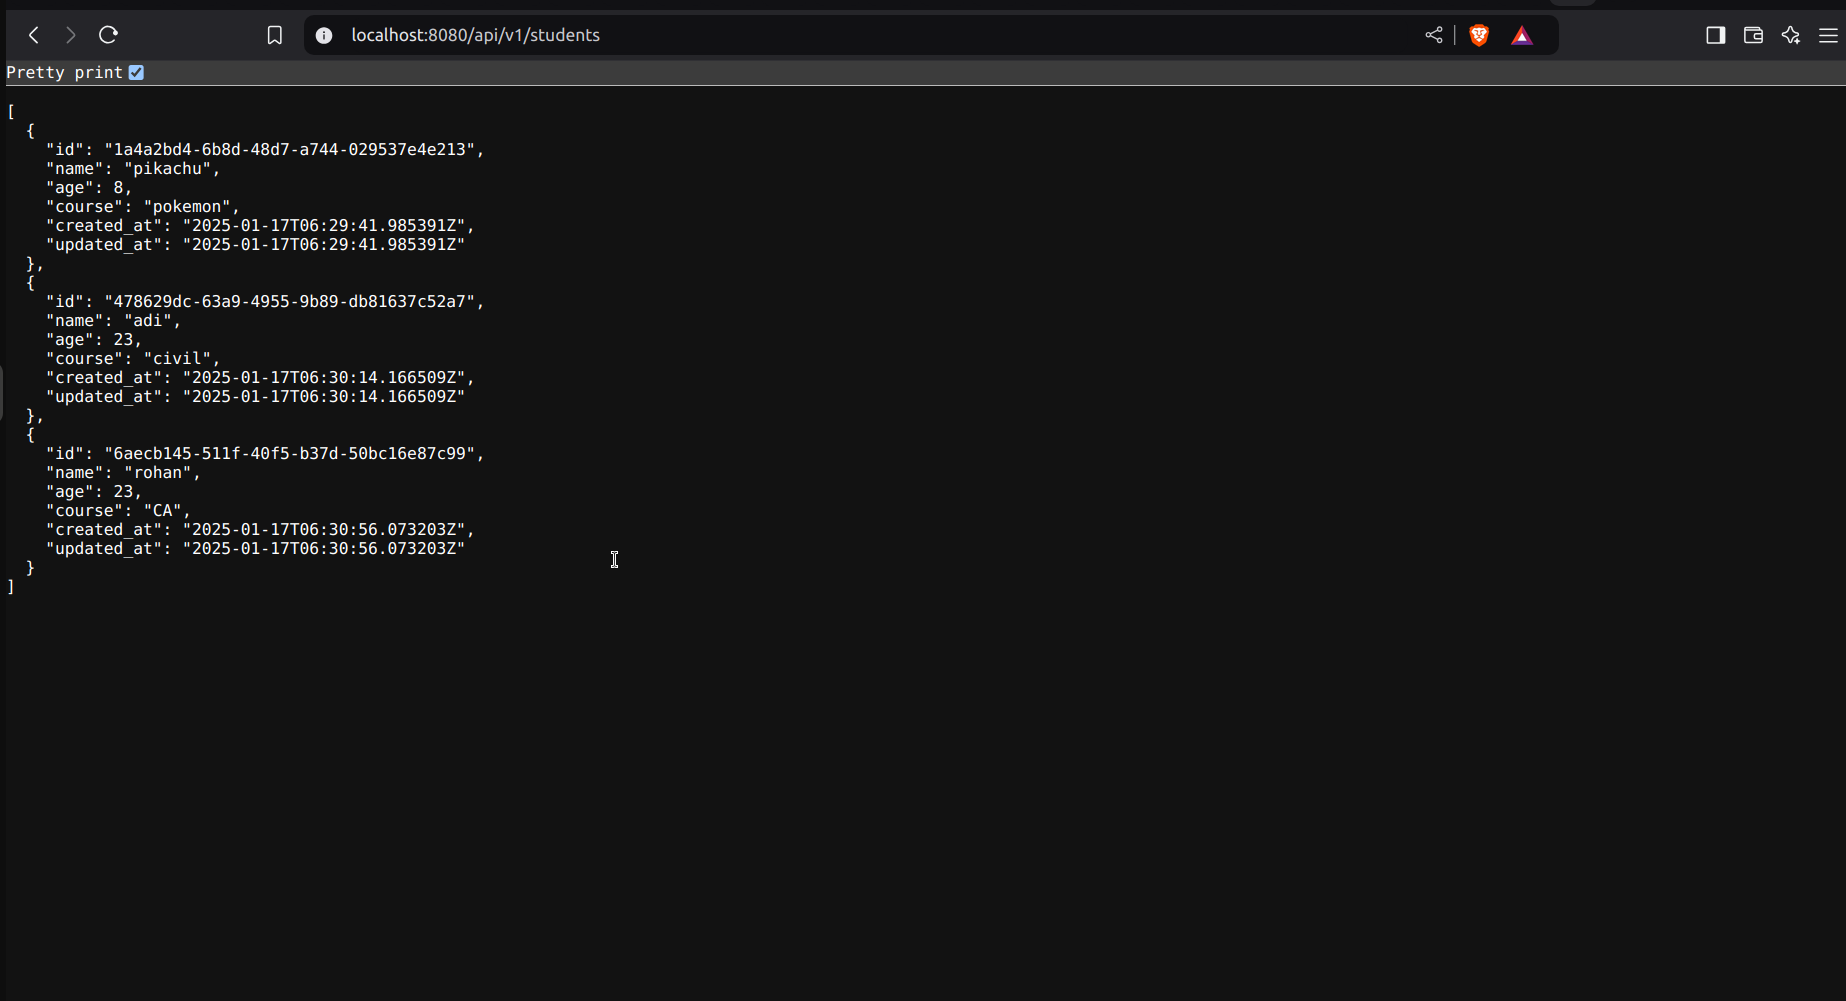 localhost:8080/api/v1/students
Pretty print
[
  {
    "id": "1a4a2bd4-6b8d-48d7-a744-029537e4e213",
    "name": "pikachu",
    "age": 8,
    "course": "pokemon",
    "created_at": "2025-01-17T06:29:41.985391Z",
    "updated_at": "2025-01-17T06:29:41.985391Z"
  },
  {
    "id": "478629dc-63a9-4955-9b89-db81637c52a7",
    "name": "adi",
    "age": 23,
    "course": "civil",
    "created_at": "2025-01-17T06:30:14.166509Z",
    "updated_at": "2025-01-17T06:30:14.166509Z"
  },
  {
    "id": "6aecb145-511f-40f5-b37d-50bc16e87c99",
    "name": "rohan",
    "age": 23,
    "course": "CA",
    "created_at": "2025-01-17T06:30:56.073203Z",
    "updated_at": "2025-01-17T06:30:56.073203Z"
  }
]